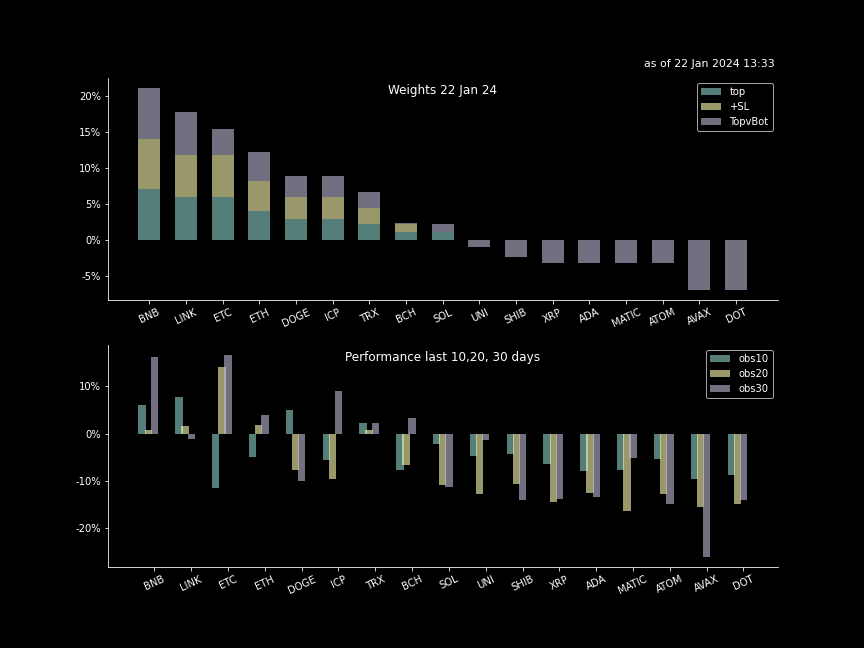 as of 22 Jan 2024 13:33
Weights 22 Jan 24
top
+SL
TopvBot
20%
15%
10%
5%
0%
-5%
BNB LINK ETC ETH DOGE ICP TRX BCH SOL UNI SHIB XRP ADA MATIC ATOM AVAX DOT
Performance last 10,20, 30 days
obs10
obs20
obs30
10%
0%
-10%
-20%
BNB LINK ETC ETH DOGE ICP TRX BCH SOL UNI SHIB XRP ADA MATIC ATOM AVAX DOT